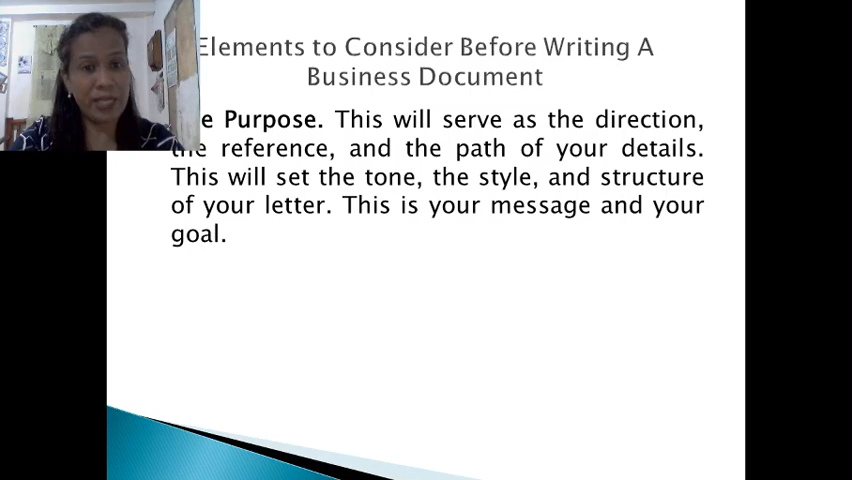 Elements to Consider Before Writing A
Business Document
Purpose. This will serve as the direction,
the reference, and the path of your details.
This will set the tone, the style, and structure
of your letter. This is your message and your
goal.